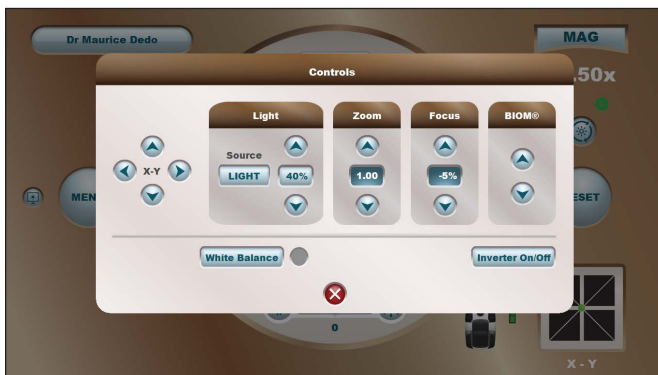 Dr Maurice Dedo
MAG
Controls
.50x
Light
Zoom
Focus
BIOM®
Source
X-Y
LIGHT
40%
1.00
-5%
MEN
ESET
White Balance
Inverter On/Off
0
X - Y